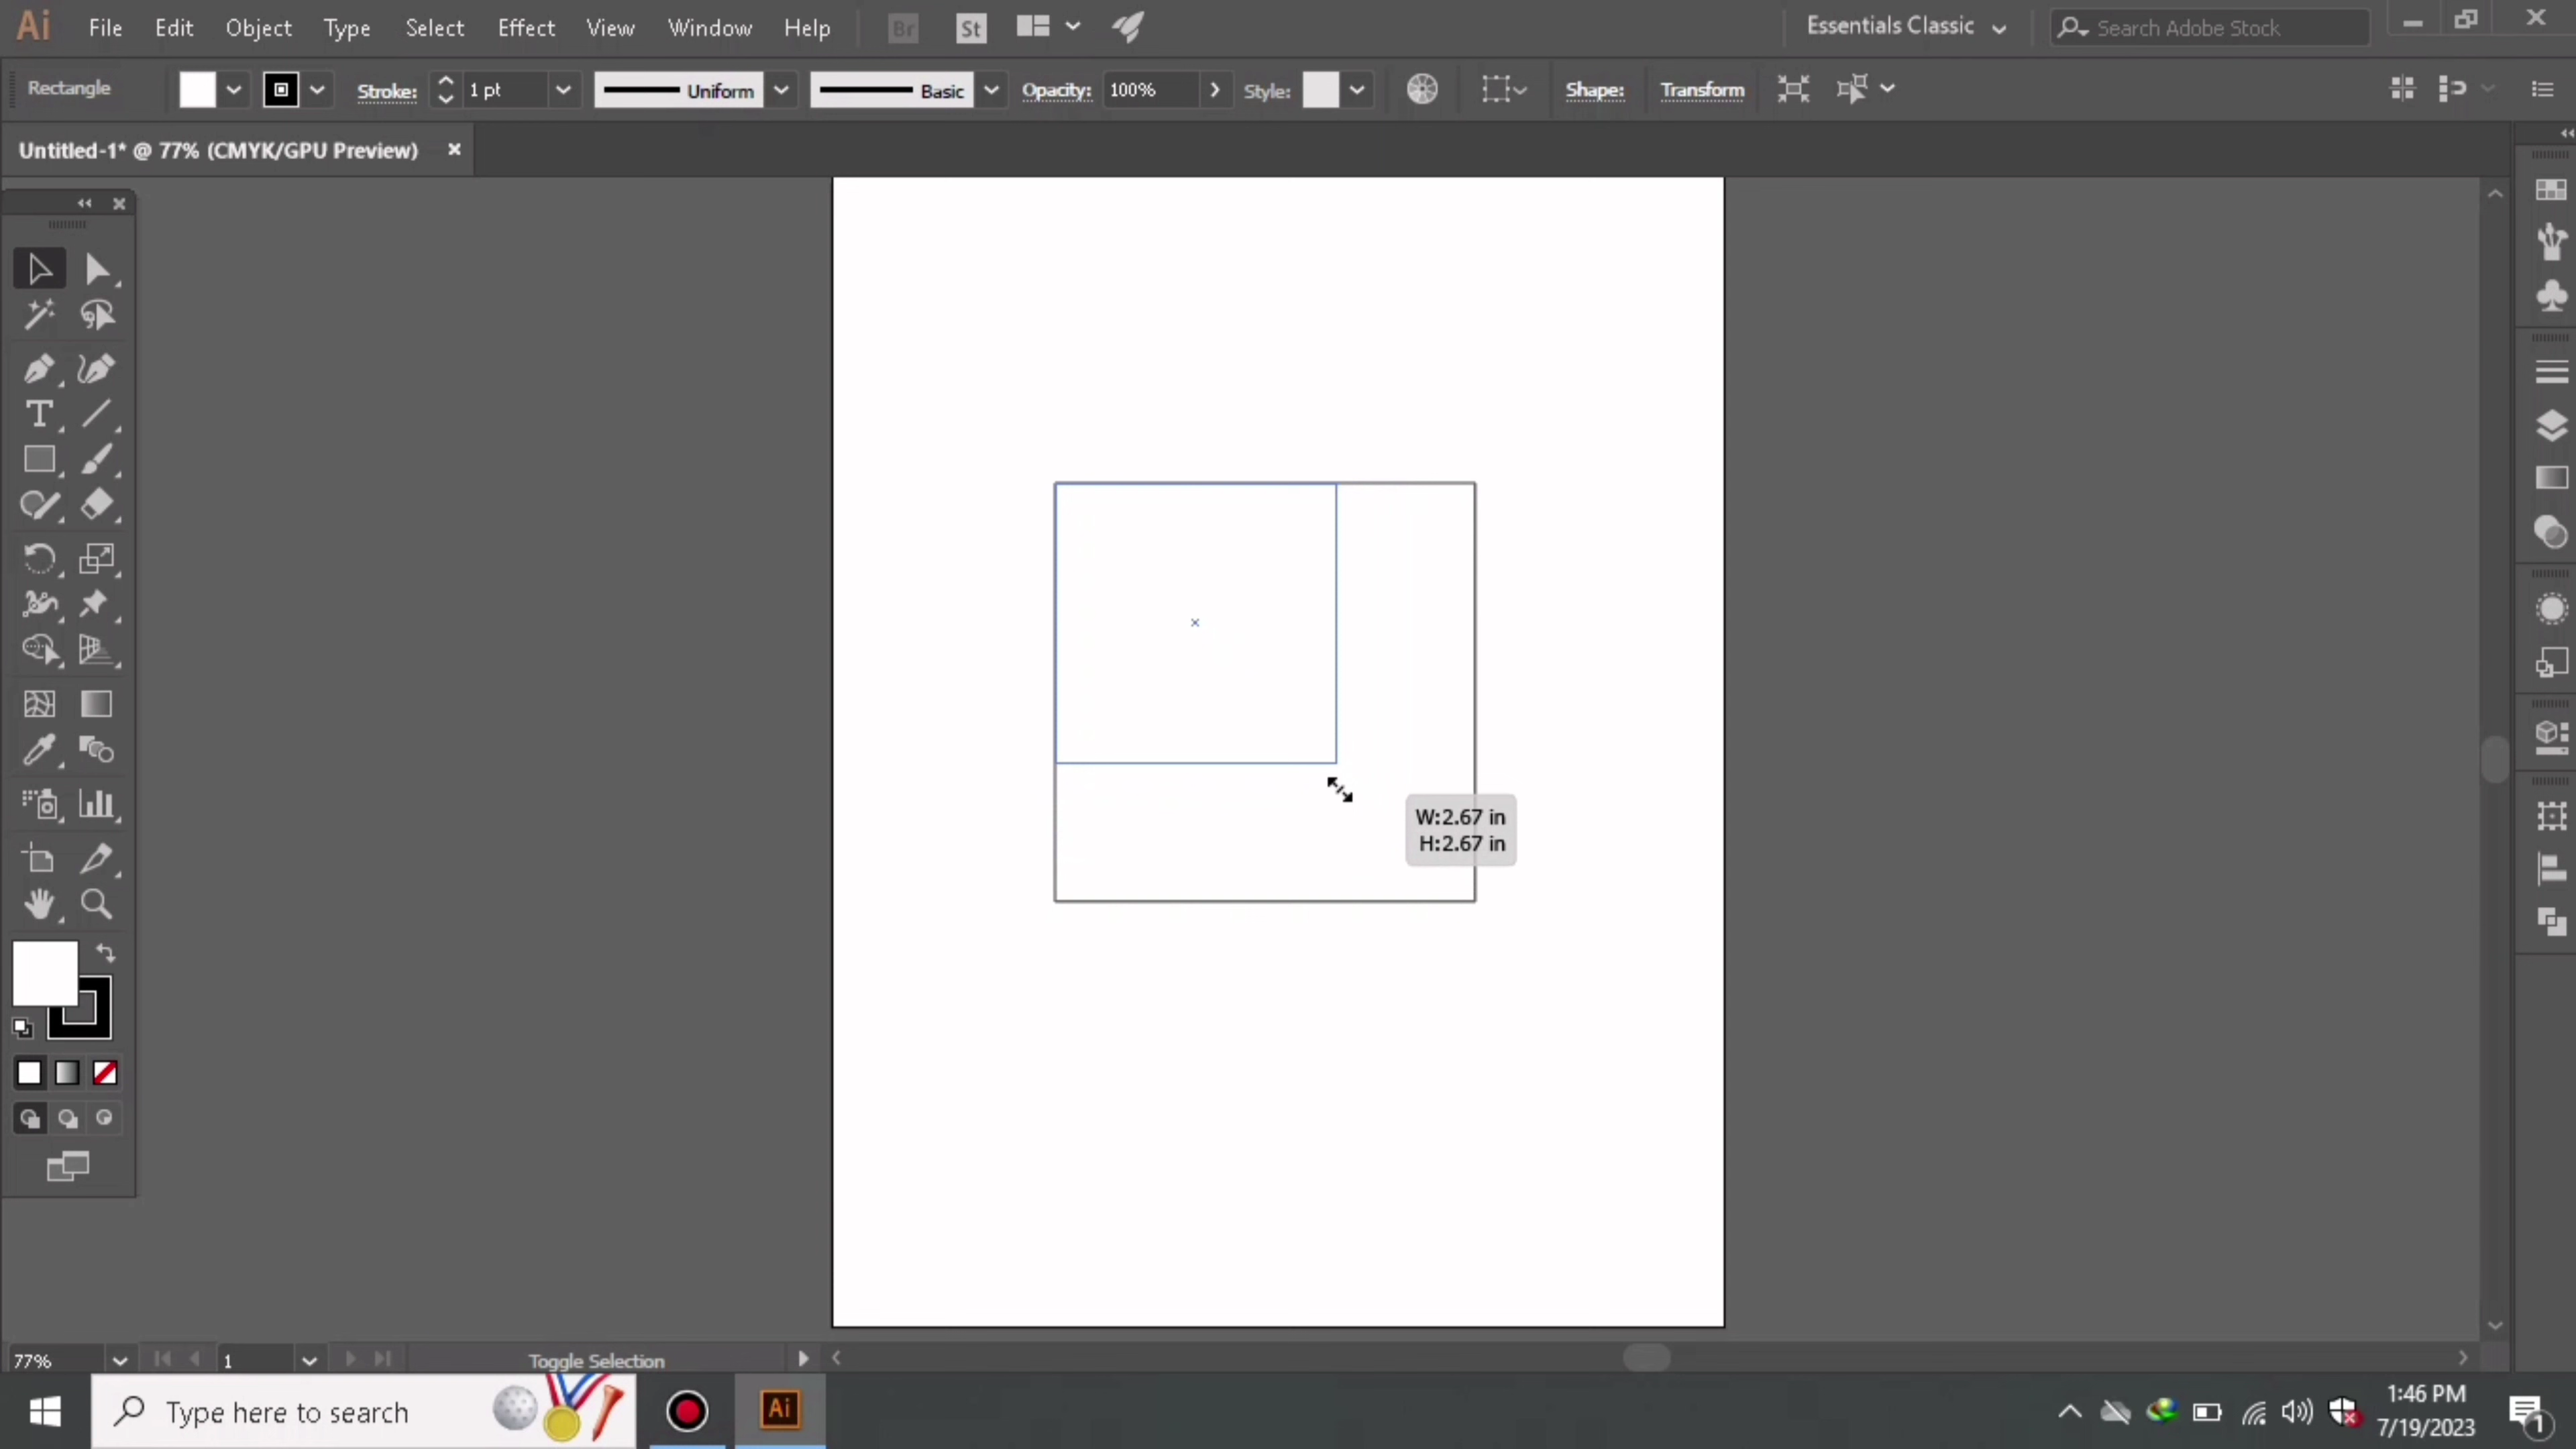 Ai File Edit Object Type Select Effect View Window Help Br St Essentials Classic Search Adobe Stock
Rectangle Stroke: 1 pt Uniform Basic Opacity: 100% Style: Shape: Transform
Untitled-1* @ 77% (CMYK/GPU Preview)
T
W:2.67 in
H:2.67 in
77% 1 Toggle Selection
Type here to search Ai 1:46 PM
7/19/2023 1